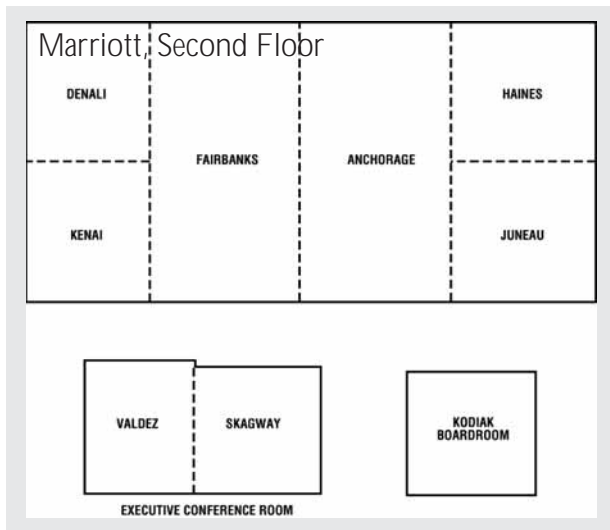 Marriott, Second Floor
DENALI
HAINES
FAIRBANKS
ANCHORAGE
KENAI
JUNEAU
VALDEZ
SKAGWAY
KODIAK
BOARDROOM
EXECUTIVE CONFERENCE ROOM